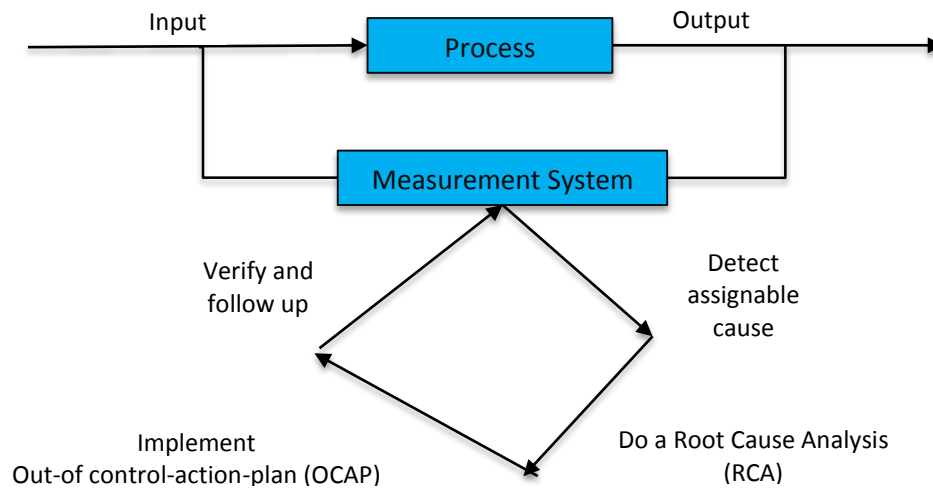 Input
Output
Process
Measurement System
Verify and
follow up
Detect
assignable
cause
Implement
Out-of control-action-plan (OCAP)
Do a Root Cause Analysis
(RCA)